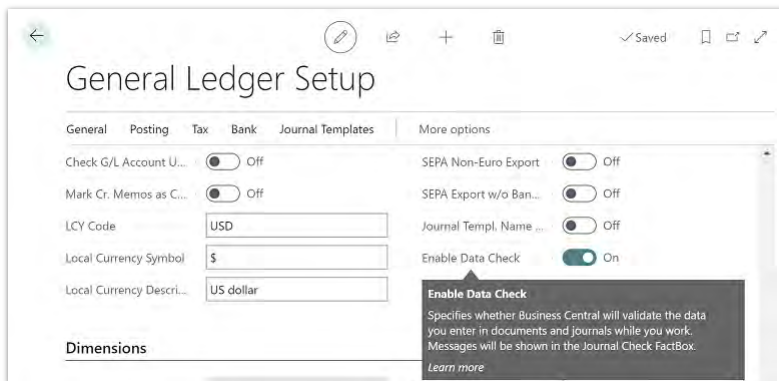 Saved
General Ledger Setup
General Posting Tax Bank Journal Templates More options
Check G/L Account U... Off
SEPA Non-Euro Export Off
Mark Cr. Memos as C... Off
SEPA Export w/o Ban... Off
LCY Code USD
Journal Templ. Name ... Off
Local Currency Symbol $
Enable Data Check On
Local Currency Descri... US dollar
Enable Data Check
Specifies whether Business Central will validate the data
you enter in documents and journals while you work.
Messages will be shown in the Journal Check FactBox.
Learn more
Dimensions